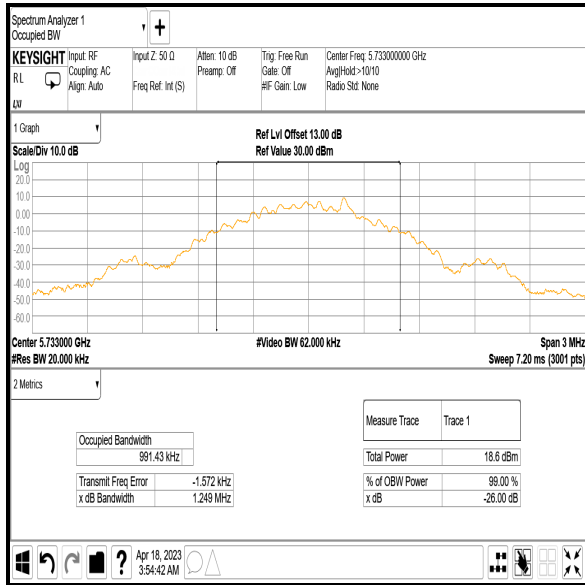 Spectrum Analyzer 1
Occupied BW
KEYSIGHT
RL
LXI
Input: RF
Coupling: AC
Align: Auto
Input Z: 50 Ω
Freq Ref: Int (S)
Atten: 10 dB
Preamp: Off
Trig: Free Run
Gate: Off
#IF Gain: Low
Center Freq: 5.733000000 GHz
Avg|Hold:>10/10
Radio Std: None
1 Graph
Scale/Div 10.0 dB
Ref Lvl Offset 13.00 dB
Ref Value 30.00 dBm
Log
20.0
10.0
0.00
-10.0
-20.0
-30.0
-40.0
-50.0
-60.0
Center 5.733000 GHz
#Res BW 20.000 kHz
#Video BW 62.000 kHz
Span 3 MHz
Sweep 7.20 ms (3001 pts)
2 Metrics
Occupied Bandwidth
991.43 kHz
Transmit Freq Error -1.572 kHz
x dB Bandwidth 1.249 MHz
Measure Trace Trace 1
Total Power 18.6 dBm
% of OBW Power 99.00 %
x dB -26.00 dB
?
Apr 18, 2023
3:54:42 AM